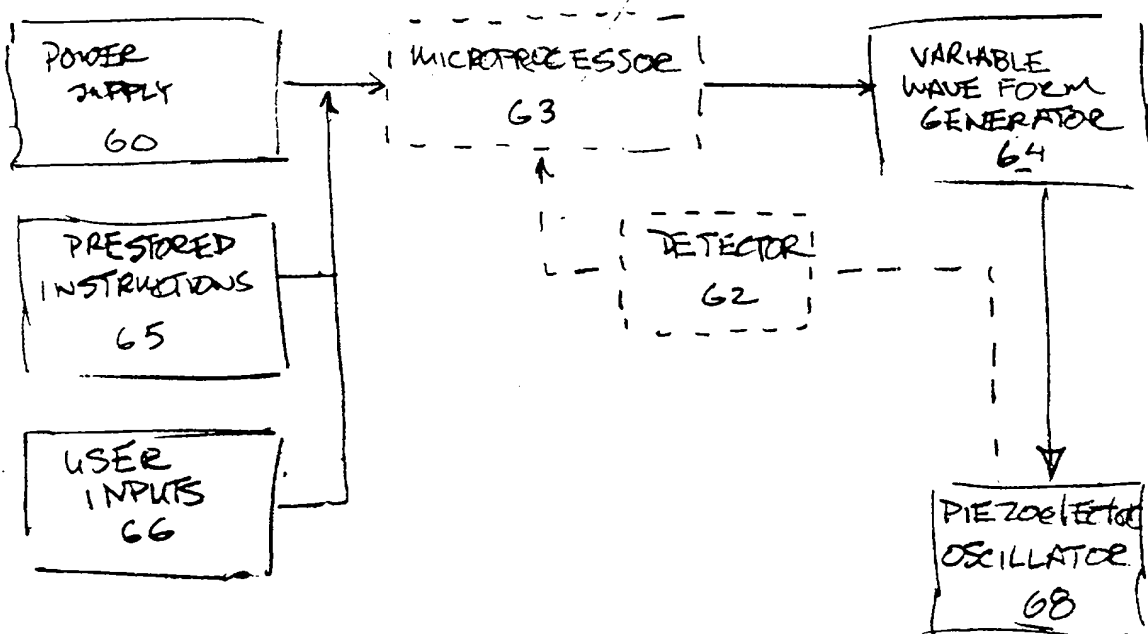 POWER
SUPPLY
60
MICROPROCESSOR
63
VARIABLE
WAVE FORM
GENERATOR
64
PRESTORED
INSTRUCTIONS
65
DETECTOR
62
USER
INPUTS
66
PIEZOelectric
OSCILLATOR
68